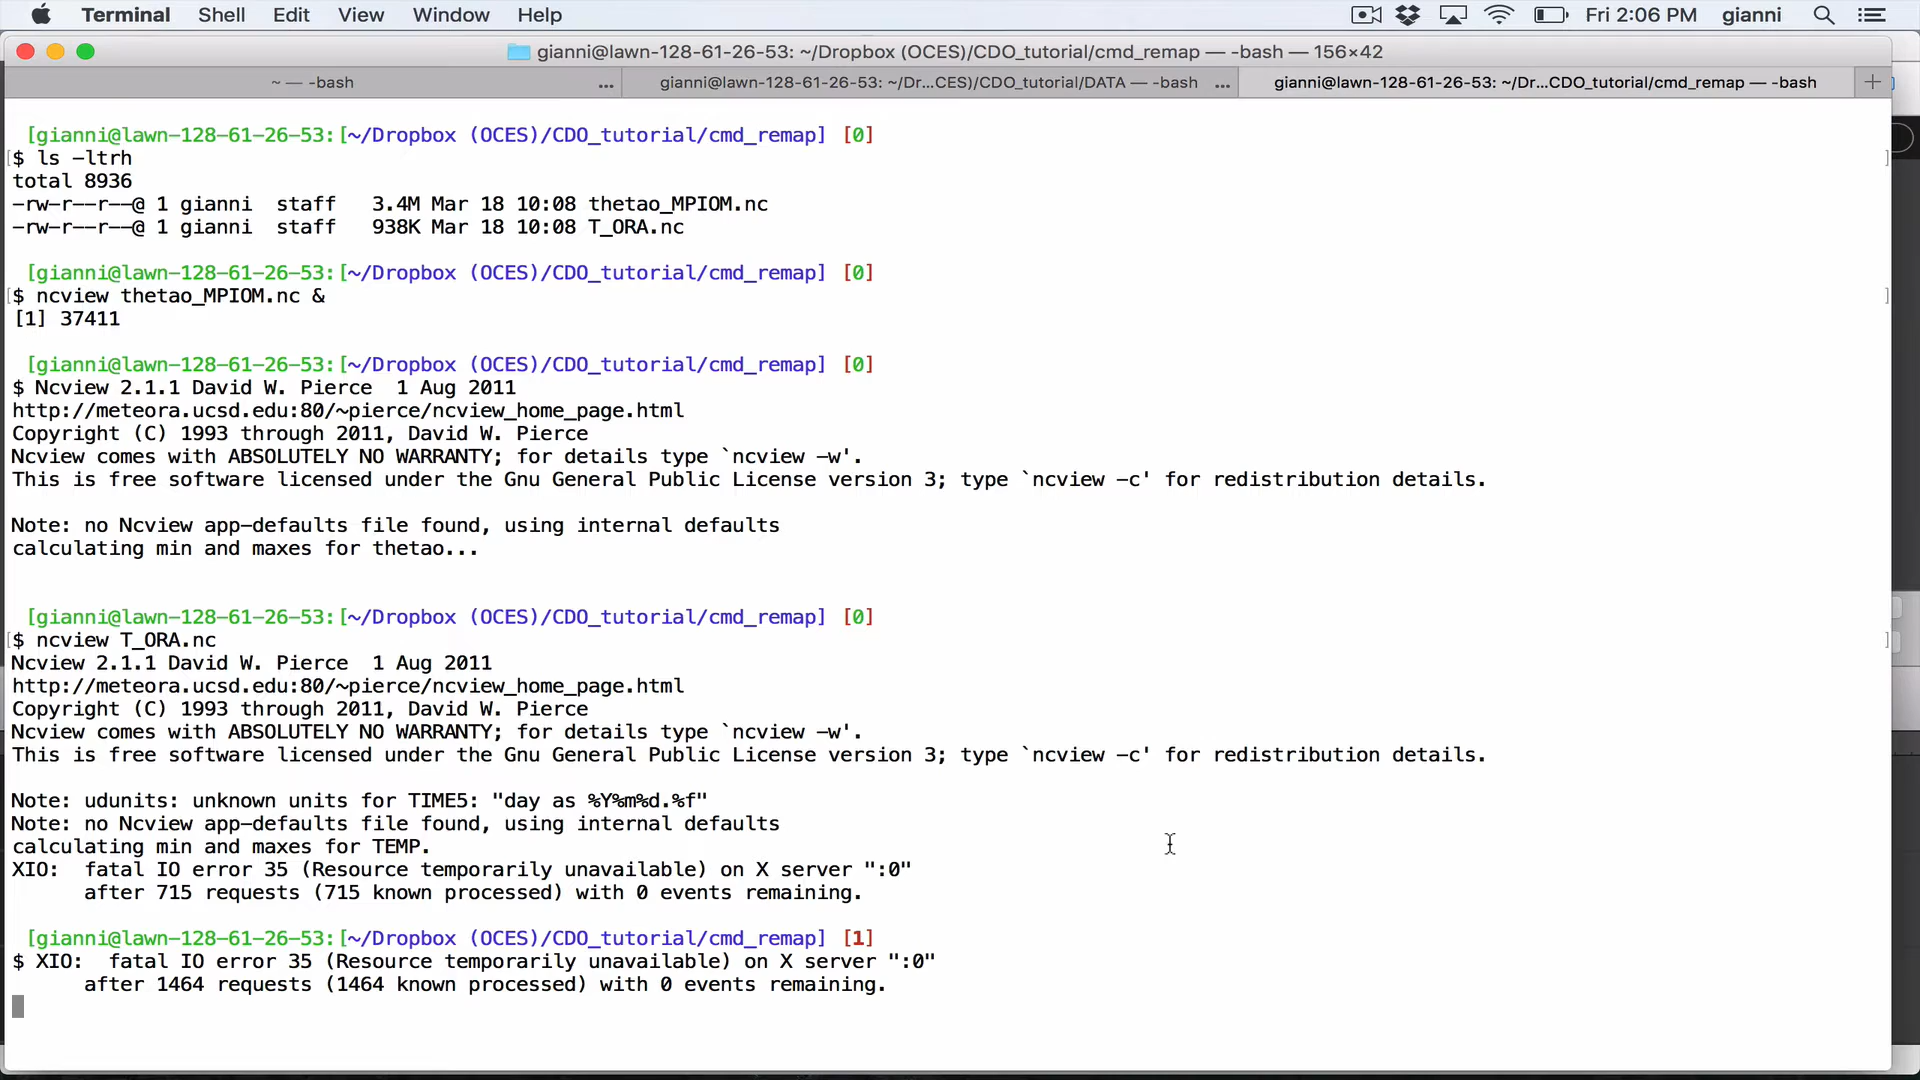 Terminal Shell Edit View Window Help Fri 2:06 PM gianni
gianni@lawn-128-61-26-53: ~/Dropbox (OCES)/CDO_tutorial/cmd_remap — -bash — 156×42
~ — -bash ... gianni@lawn-128-61-26-53: ~/Dr...CES)/CDO_tutorial/DATA — -bash ... gianni@lawn-128-61-26-53: ~/Dr...CDO_tutorial/cmd_remap — -bash +
[gianni@lawn-128-61-26-53:[~/Dropbox (OCES)/CDO_tutorial/cmd_remap] [0]
[$ ls -ltrh ]
total 8936
-rw-r--r--@ 1 gianni  staff   3.4M Mar 18 10:08 thetao_MPIOM.nc
-rw-r--r--@ 1 gianni  staff   938K Mar 18 10:08 T_ORA.nc
[gianni@lawn-128-61-26-53:[~/Dropbox (OCES)/CDO_tutorial/cmd_remap] [0]
[$ ncview thetao_MPIOM.nc & ]
[1] 37411
[gianni@lawn-128-61-26-53:[~/Dropbox (OCES)/CDO_tutorial/cmd_remap] [0]
$ Ncview 2.1.1 David W. Pierce  1 Aug 2011
http://meteora.ucsd.edu:80/~pierce/ncview_home_page.html
Copyright (C) 1993 through 2011, David W. Pierce
Ncview comes with ABSOLUTELY NO WARRANTY; for details type `ncview -w'.
This is free software licensed under the Gnu General Public License version 3; type `ncview -c' for redistribution details.
Note: no Ncview app-defaults file found, using internal defaults
calculating min and maxes for thetao...
[gianni@lawn-128-61-26-53:[~/Dropbox (OCES)/CDO_tutorial/cmd_remap] [0]
[$ ncview T_ORA.nc ]
Ncview 2.1.1 David W. Pierce  1 Aug 2011
http://meteora.ucsd.edu:80/~pierce/ncview_home_page.html
Copyright (C) 1993 through 2011, David W. Pierce
Ncview comes with ABSOLUTELY NO WARRANTY; for details type `ncview -w'.
This is free software licensed under the Gnu General Public License version 3; type `ncview -c' for redistribution details.
Note: udunits: unknown units for TIME5: "day as %Y%m%d.%f"
Note: no Ncview app-defaults file found, using internal defaults
calculating min and maxes for TEMP.
XIO:  fatal IO error 35 (Resource temporarily unavailable) on X server ":0"
after 715 requests (715 known processed) with 0 events remaining.
[gianni@lawn-128-61-26-53:[~/Dropbox (OCES)/CDO_tutorial/cmd_remap] [1]
$ XIO:  fatal IO error 35 (Resource temporarily unavailable) on X server ":0"
after 1464 requests (1464 known processed) with 0 events remaining.